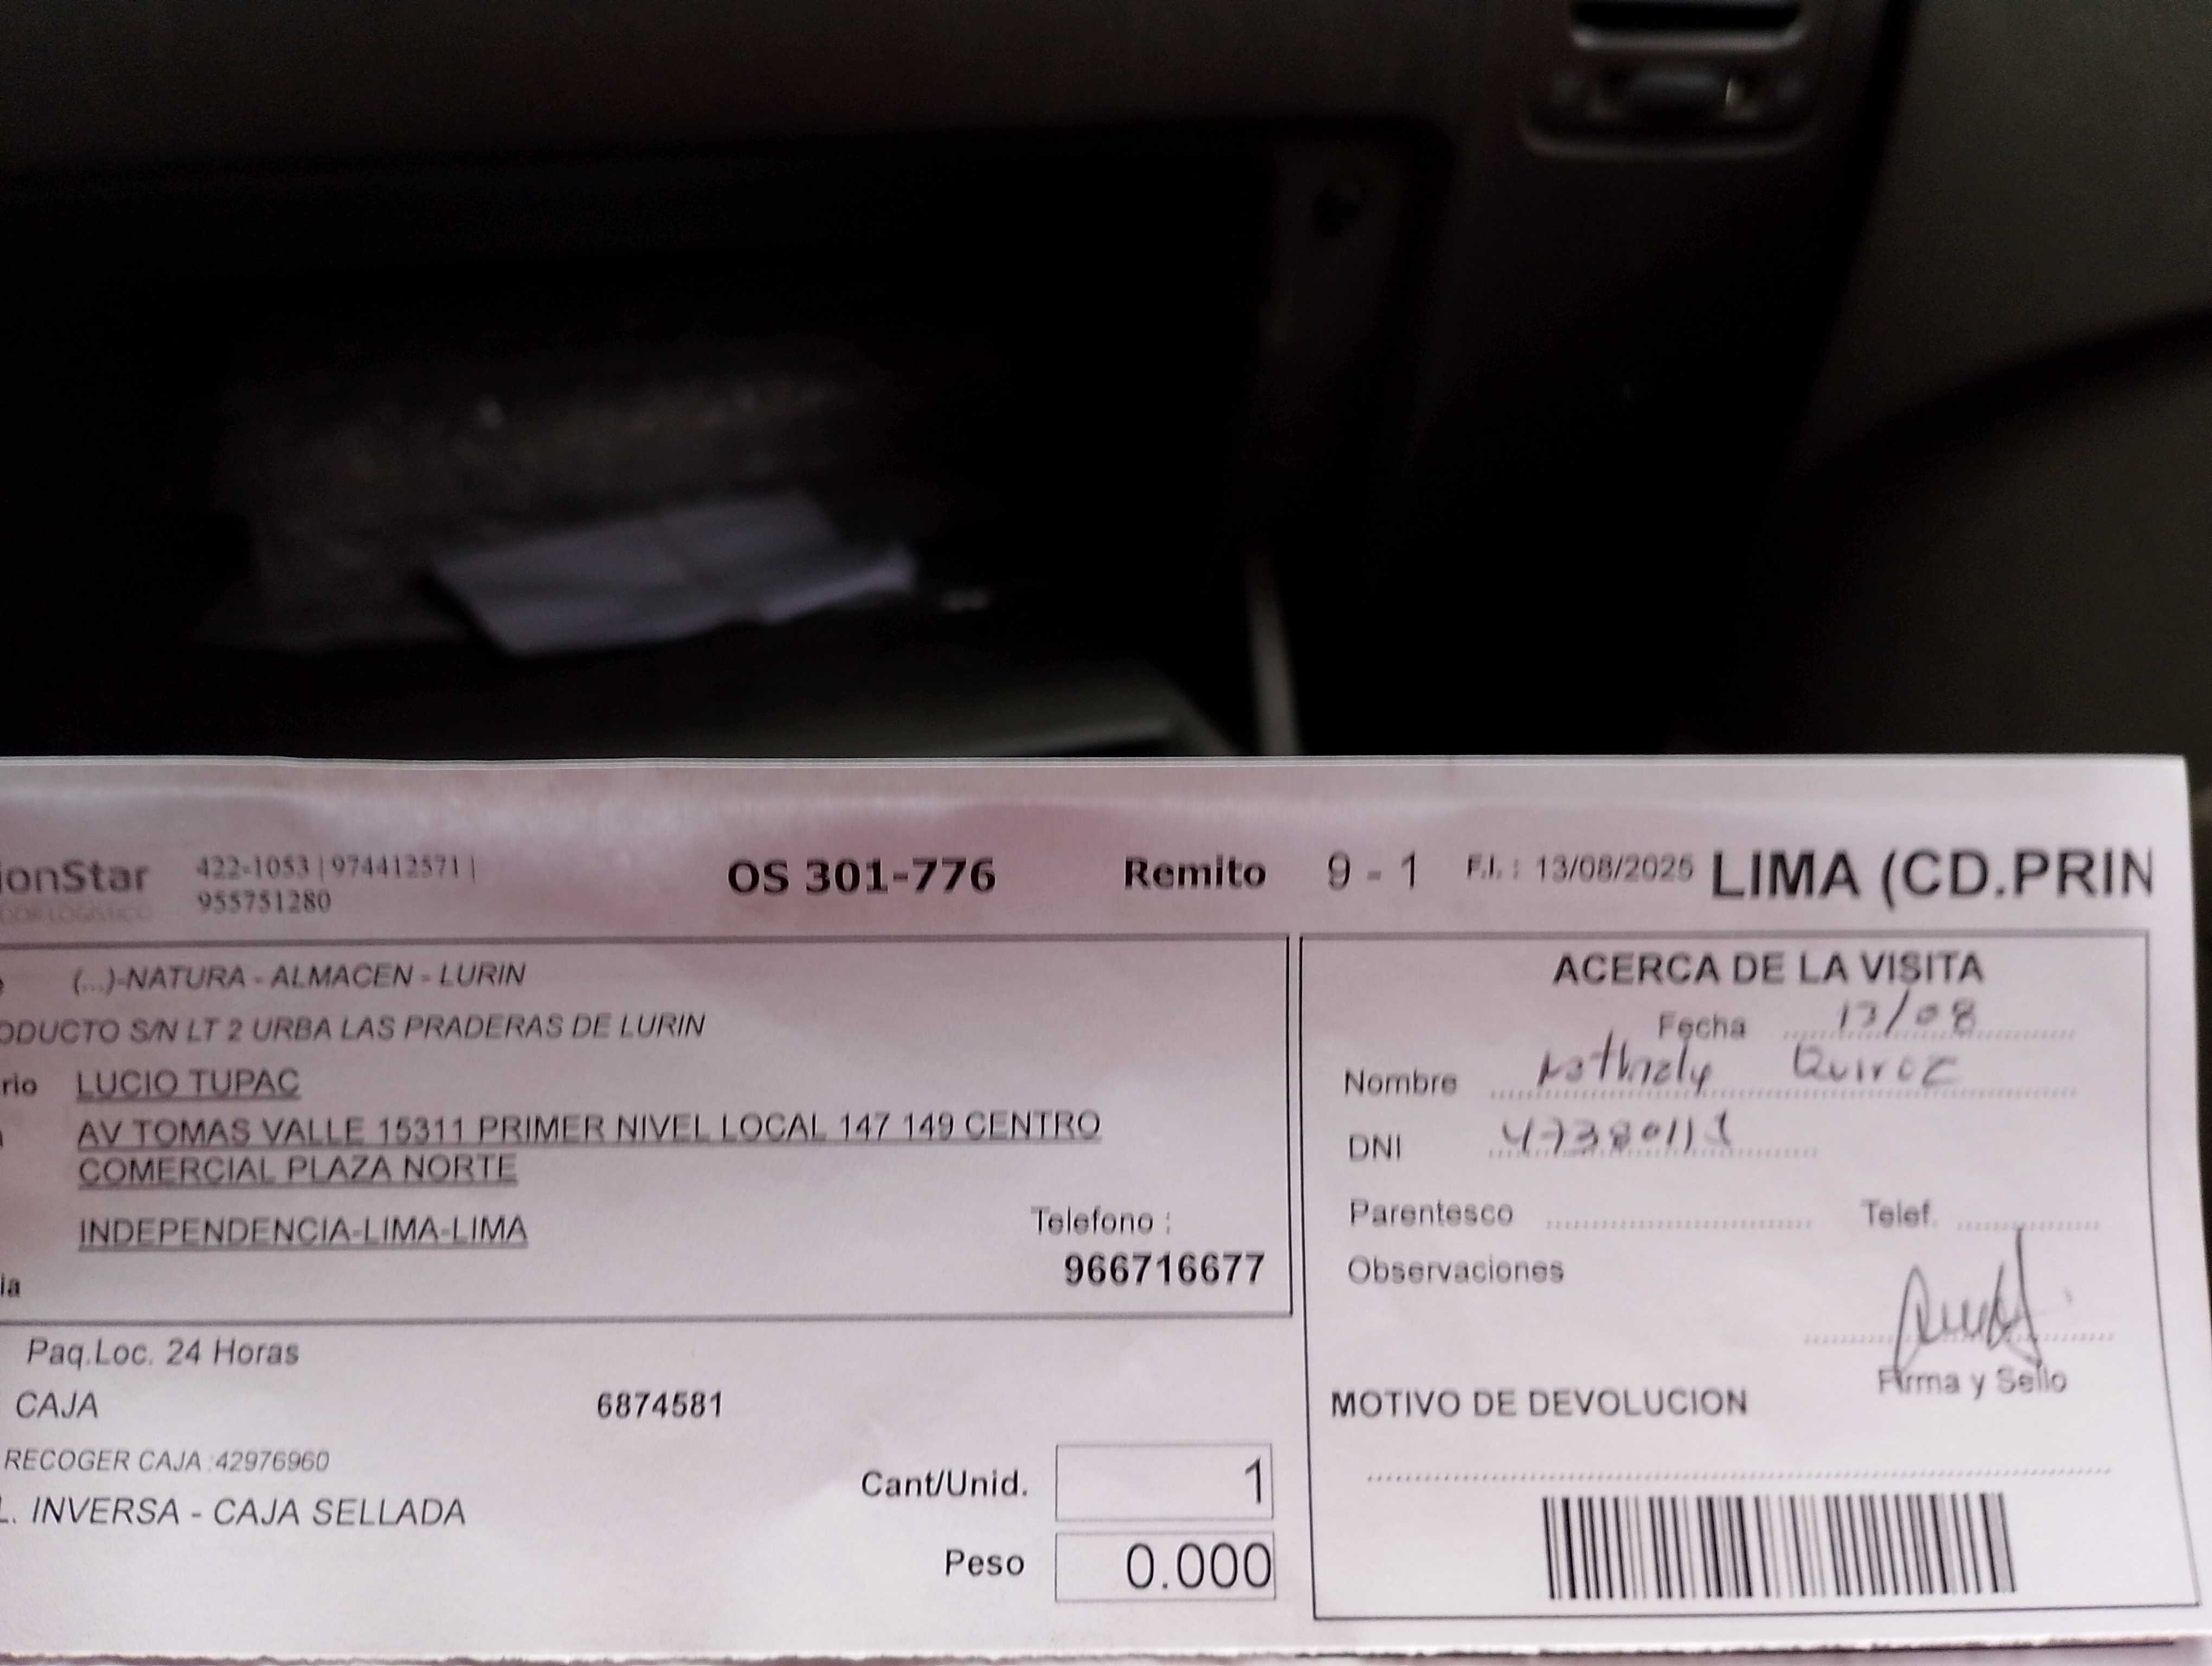 ionStar 422-1053 | 974412571 | OS 301-776 Remito 9 - 1 F.I. : 13/08/2025 LIMA (CD.PRIN
955751280
(...)-NATURA - ALMACEN - LURIN
ODUCTO S/N LT 2 URBA LAS PRADERAS DE LURIN
rio LUCIO TUPAC
AV TOMAS VALLE 15311 PRIMER NIVEL LOCAL 147 149 CENTRO
COMERCIAL PLAZA NORTE
INDEPENDENCIA-LIMA-LIMA
Telefono :
966716677
ia
Paq.Loc. 24 Horas
CAJA 6874581
RECOGER CAJA :42976960
L. INVERSA - CAJA SELLADA
Cant/Unid. 1
Peso 0.000
ACERCA DE LA VISITA
Fecha 13/08
Nombre Nathaly Quiroz
DNI
Parentesco Telef.
Observaciones
Firma y Sello
MOTIVO DE DEVOLUCION